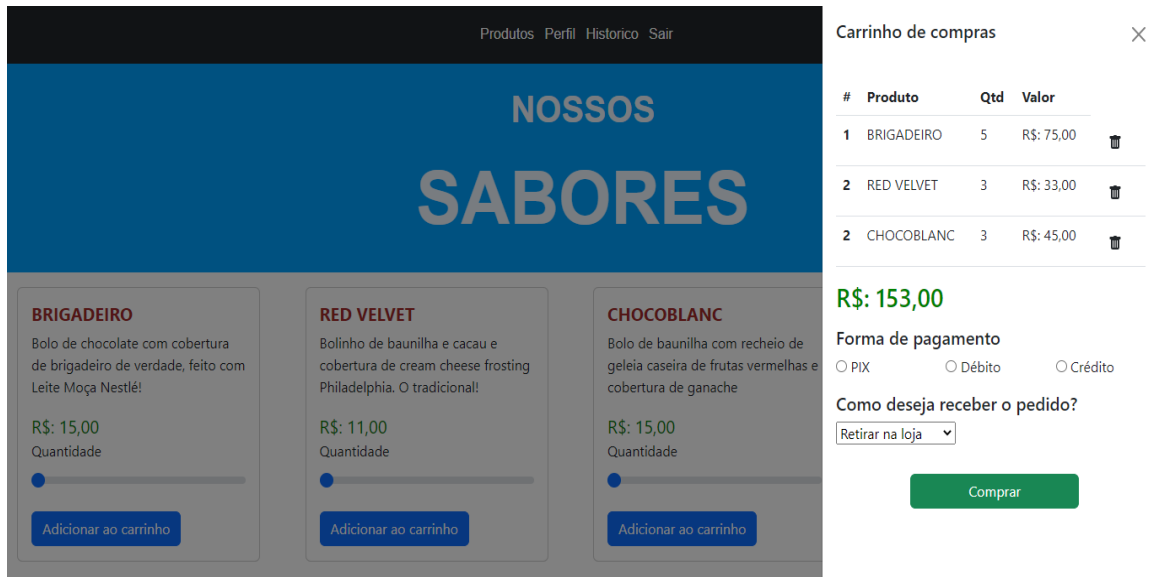 Produtos Perfil Historico Sair
NOSSOS
SABORES
BRIGADEIRO
Bolo de chocolate com cobertura
de brigadeiro de verdade, feito com
Leite Moça Nestlé!
R$: 15,00
Quantidade
Adicionar ao carrinho
RED VELVET
Bolinho de baunilha e cacau e
cobertura de cream cheese frosting
Philadelphia. O tradicional!
R$: 11,00
Quantidade
Adicionar ao carrinho
CHOCOBLANC
Bolo de baunilha com recheio de
geleia caseira de frutas vermelhas e
cobertura de ganache
R$: 15,00
Quantidade
Adicionar ao carrinho
Carrinho de compras
# Produto Qtd Valor
1 BRIGADEIRO 5 R$: 75,00
2 RED VELVET 3 R$: 33,00
2 CHOCOBLANC 3 R$: 45,00
R$: 153,00
Forma de pagamento
PIX Débito Crédito
Como deseja receber o pedido?
Retirar na loja
Comprar